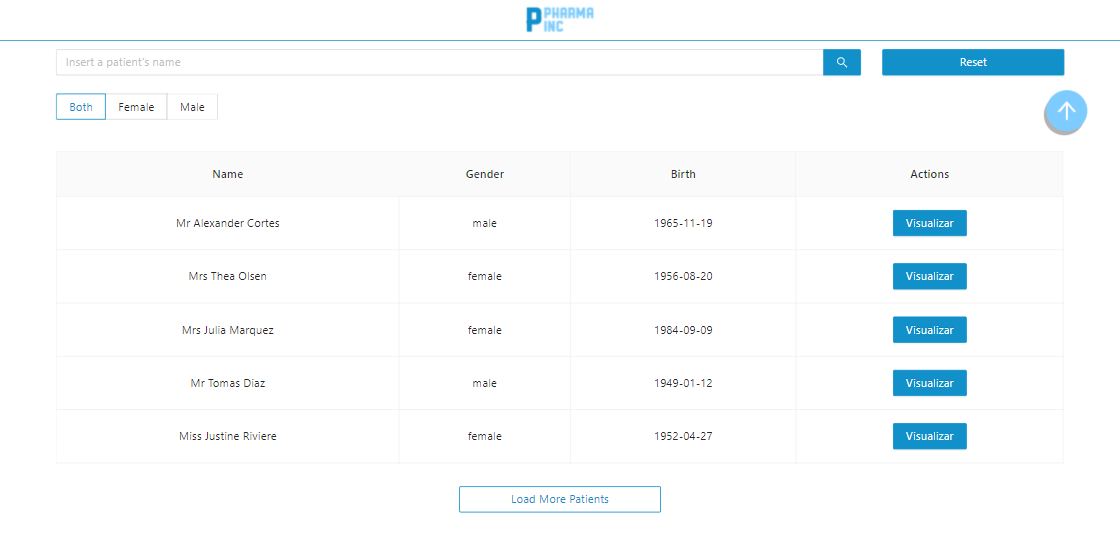 PHARMA
INC
Insert a patient's name
Reset
Both Female Male
Name Gender Birth Actions
Mr Alexander Cortes male 1965-11-19 Visualizar
Mrs Thea Olsen female 1956-08-20 Visualizar
Mrs Julia Marquez female 1984-09-09 Visualizar
Mr Tomas Diaz male 1949-01-12 Visualizar
Miss Justine Riviere female 1952-04-27 Visualizar
Load More Patients